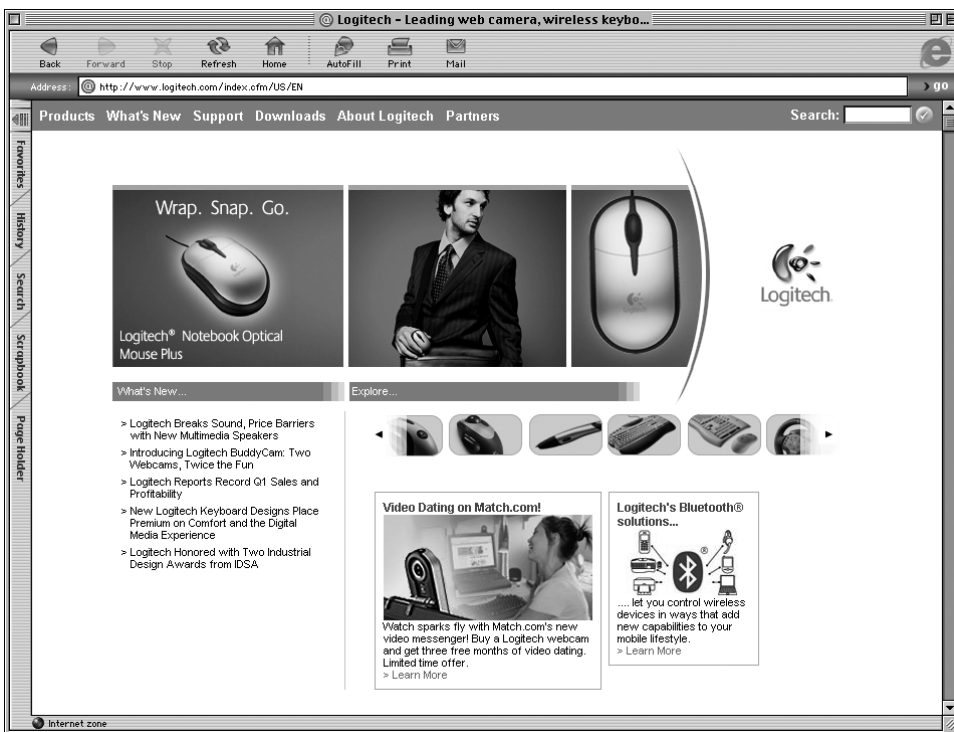 @ Logitech - Leading web camera, wireless keybo...
Back Forward Stop Refresh Home AutoFill Print Mail
Address: @ http://www.logitech.com/index.cfm/US/EN go
Products What's New Support Downloads About Logitech Partners Search:
Favorites
History
Search
Scrapbook
Page Holder
Wrap. Snap. Go.
Logitech® Notebook Optical
Mouse Plus
Logitech
Logitech
What's New...
> Logitech Breaks Sound, Price Barriers
with New Multimedia Speakers
> Introducing Logitech BuddyCam: Two
Webcams, Twice the Fun
> Logitech Reports Record Q1 Sales and
Profitability
> New Logitech Keyboard Designs Place
Premium on Comfort and the Digital
Media Experience
> Logitech Honored with Two Industrial
Design Awards from IDSA
Explore...
Video Dating on Match.com!
Watch sparks fly with Match.com's new
video messenger! Buy a Logitech webcam
and get three free months of video dating.
Limited time offer.
> Learn More
Logitech's Bluetooth®
solutions...
®
.... let you control wireless
devices in ways that add
new capabilities to your
mobile lifestyle.
> Learn More
Internet zone